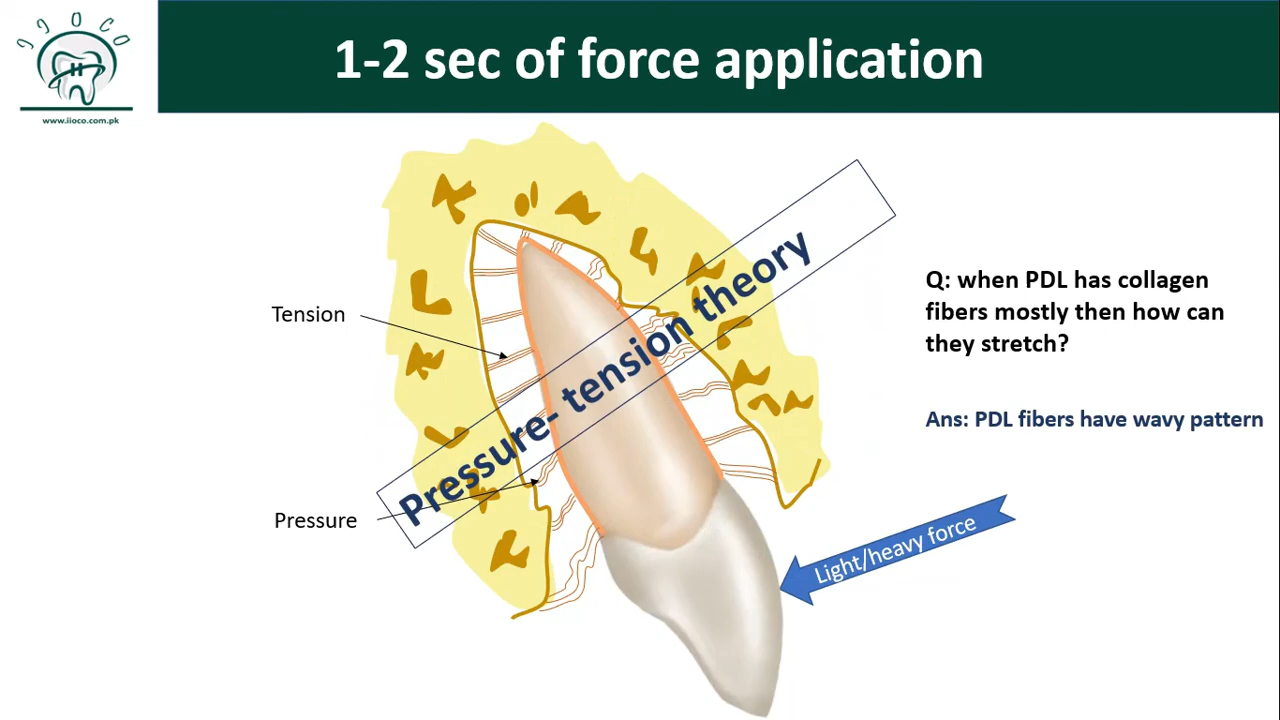 IJOCO
www.iioco.com.pk
1-2 sec of force application
Tension
Pressure
Pressure- tension theory
Q: when PDL has collagen
fibers mostly then how can
they stretch?
Ans: PDL fibers have wavy pattern
Light/heavy force